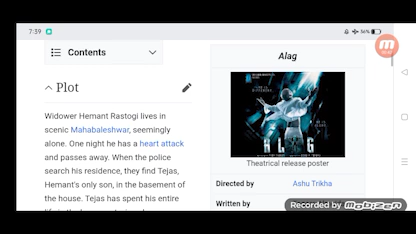 7:59
56%
Contents
Alag
Plot
Widower Hemant Rastogi lives in
scenic Mahabaleshwar, seemingly
alone. One night he has a heart attack
and passes away. When the police
search his residence, they find Tejas,
Hemant's only son, in the basement of
the house. Tejas has spent his entire
ALAG
Theatrical release poster
Directed by
Ashu Trikha
Written by
Recorded by mobizen